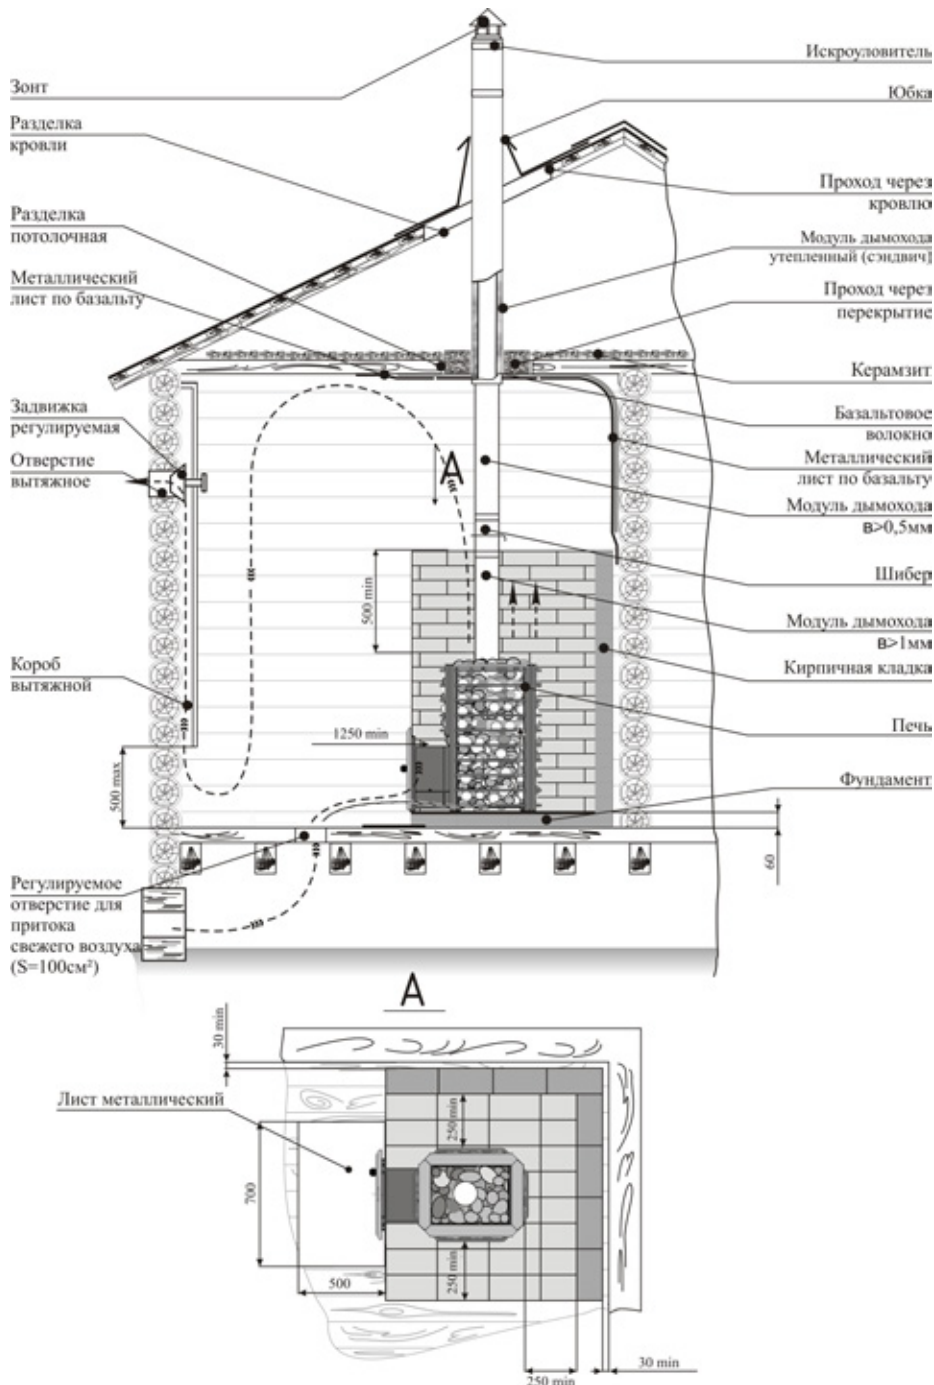 Зонт
Разделка
кровли
Разделка
потолочная
Металлический
лист по базальту
Задвижка
регулируемая
Отверстие
вытяжное
Короб
вытяжной
Регулируемое
отверстие для
притока
свежего воздуха
(S=100см²)
Искроуловитель
Юбка
Проход через
кровлю
Модуль дымохода
утепленный (сэндвич)
Проход через
перекрытие
Керамзит
Базальтовое
волокно
Металлический
лист по базальту
Модуль дымохода
в>0,5мм
Шибер
Модуль дымохода
в>1мм
Кирпичная кладка
Печь
Фундамент
А
500 min
1250 min
500 max
60
А
30 min
Лист металлический
250 min
700
500
250 min
250 min
30 min